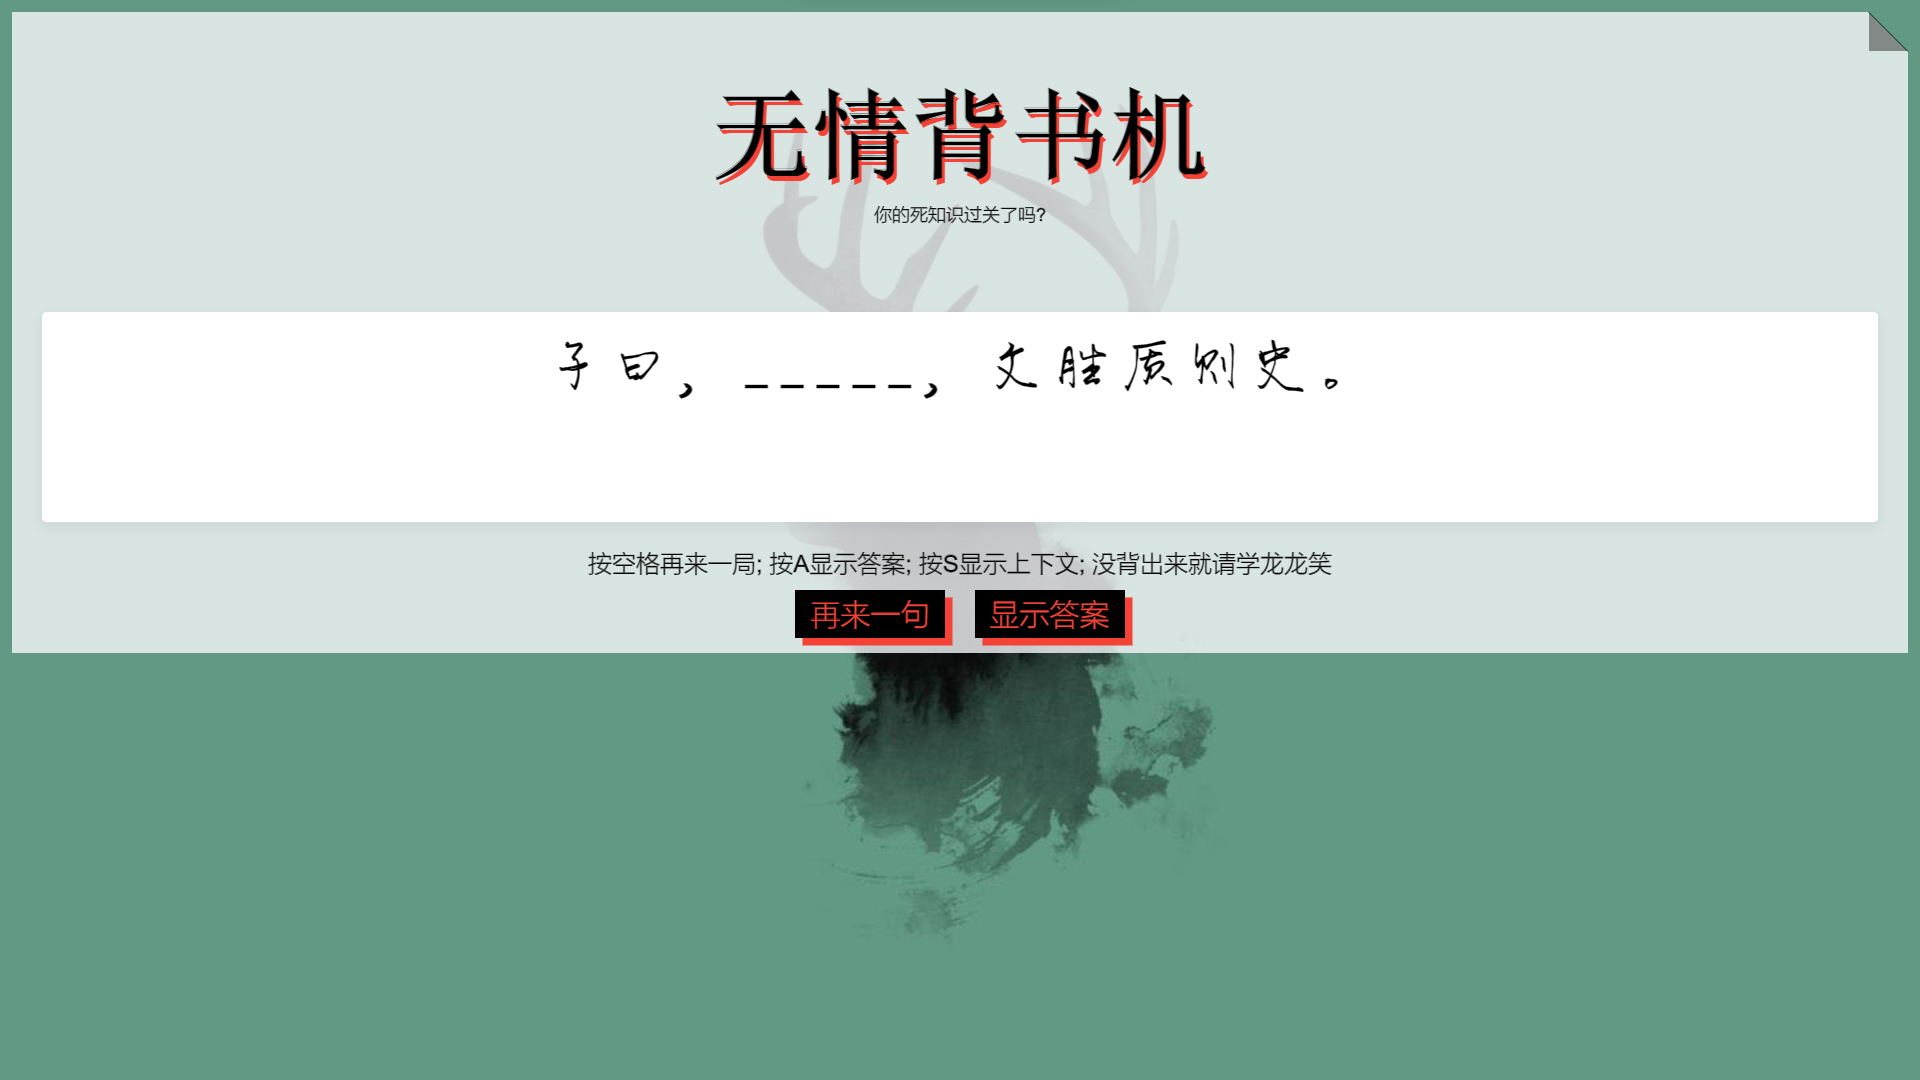 无情背书机
你的死知识过关了吗?
子曰，_____，文胜质则史。
按空格再来一局; 按A显示答案; 按S显示上下文; 没背出来就请学龙龙笑
再来一句 显示答案